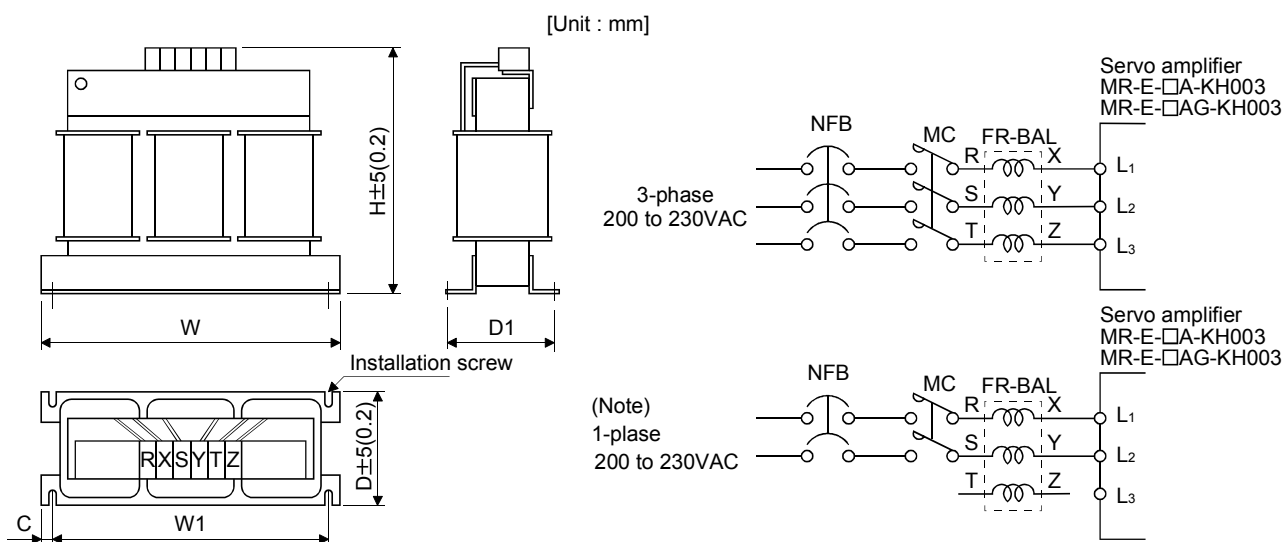 [Unit : mm]
H±5(0.2)
W
D1
Installation screw
D±5(0.2)
RXSYTZ
C
W1
Servo amplifier
MR-E-□A-KH003
MR-E-□AG-KH003
NFB
MC
FR-BAL
3-phase
200 to 230VAC
R X L1
S Y L2
T Z L3
Servo amplifier
MR-E-□A-KH003
MR-E-□AG-KH003
NFB
MC
FR-BAL
(Note)
1-plase
200 to 230VAC
R X L1
S Y L2
T Z L3